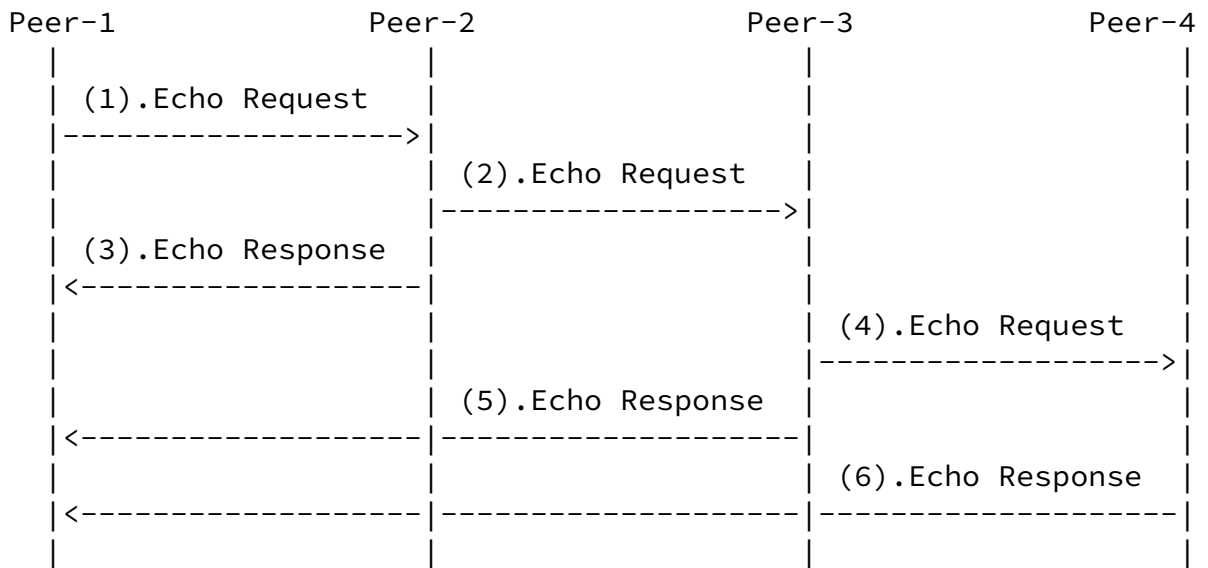 Peer-1 Peer-2 Peer-3 Peer-4
(1).Echo Request
(2).Echo Request
(3).Echo Response
(4).Echo Request
(5).Echo Response
(6).Echo Response